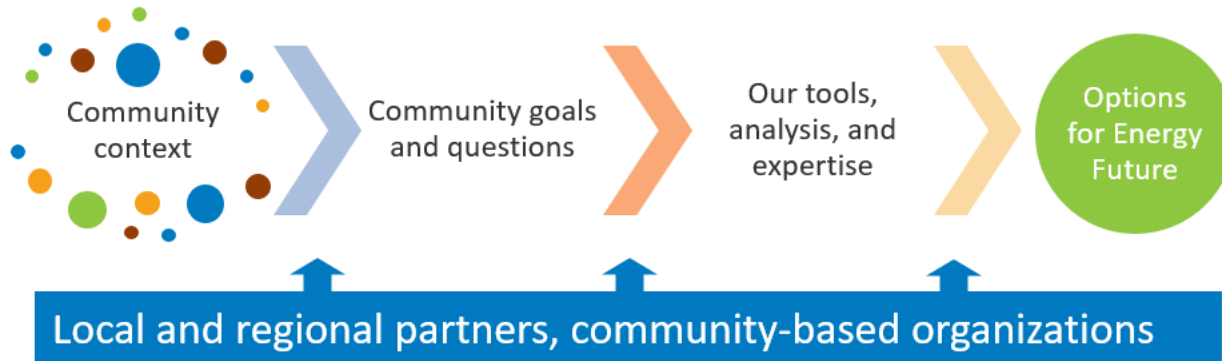 Community
context
Community goals
and questions
Our tools,
analysis, and
expertise
Options
for Energy
Future
Local and regional partners, community-based organizations